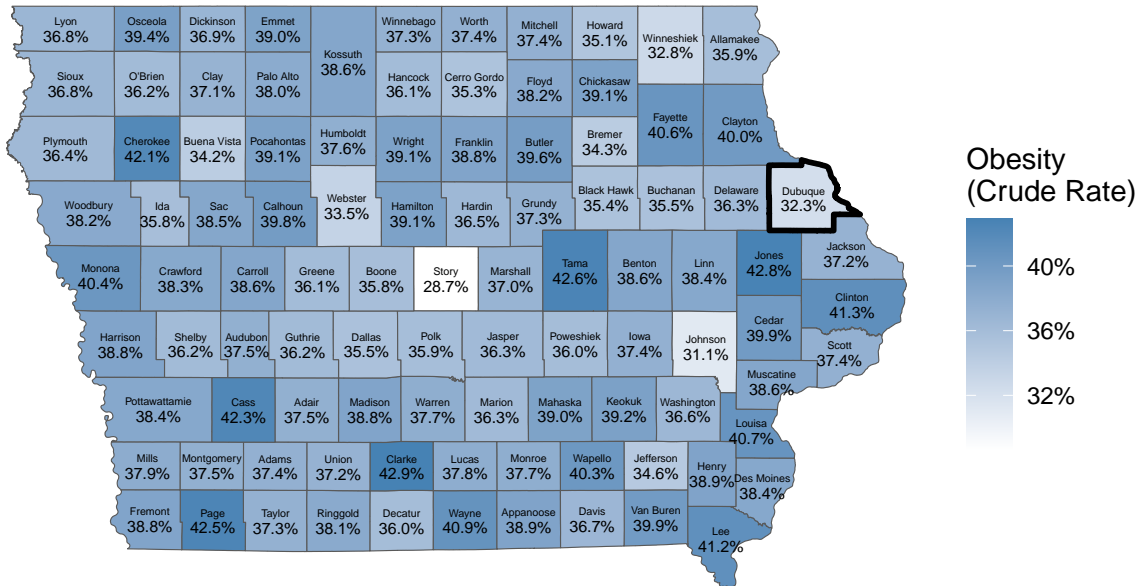 Lyon
36.8%
Osceola
39.4%
Dickinson
36.9%
Emmet
39.0%
Kossuth
38.6%
Winnebago
37.3%
Worth
37.4%
Mitchell
37.4%
Howard
35.1%
Winneshiek
32.8%
Allamakee
35.9%
Sioux
36.8%
O'Brien
36.2%
Clay
37.1%
Palo Alto
38.0%
Hancock
36.1%
Cerro Gordo
35.3%
Floyd
38.2%
Chickasaw
39.1%
Fayette
40.6%
Clayton
40.0%
Plymouth
36.4%
Cherokee
42.1%
Buena Vista
34.2%
Pocahontas
39.1%
Humboldt
37.6%
Wright
39.1%
Franklin
38.8%
Butler
39.6%
Bremer
34.3%
Woodbury
38.2%
Ida
35.8%
Sac
38.5%
Calhoun
39.8%
Webster
33.5%
Hamilton
39.1%
Hardin
36.5%
Grundy
37.3%
Black Hawk
35.4%
Buchanan
35.5%
Delaware
36.3%
Dubuque
32.3%
Monona
40.4%
Crawford
38.3%
Carroll
38.6%
Greene
36.1%
Boone
35.8%
Story
28.7%
Marshall
37.0%
Tama
42.6%
Benton
38.6%
Linn
38.4%
Jones
42.8%
Jackson
37.2%
Clinton
41.3%
Harrison
38.8%
Shelby
36.2%
Audubon
37.5%
Guthrie
36.2%
Dallas
35.5%
Polk
35.9%
Jasper
36.3%
Poweshiek
36.0%
Iowa
37.4%
Johnson
31.1%
Cedar
39.9%
Scott
37.4%
Muscatine
38.6%
Pottawattamie
38.4%
Cass
42.3%
Adair
37.5%
Madison
38.8%
Warren
37.7%
Marion
36.3%
Mahaska
39.0%
Keokuk
39.2%
Washington
36.6%
Louisa
40.7%
Mills
37.9%
Montgomery
37.5%
Adams
37.4%
Union
37.2%
Clarke
42.9%
Lucas
37.8%
Monroe
37.7%
Wapello
40.3%
Jefferson
34.6%
Henry
38.9%
Des Moines
38.4%
Fremont
38.8%
Page
42.5%
Taylor
37.3%
Ringgold
38.1%
Decatur
36.0%
Wayne
40.9%
Appanoose
38.9%
Davis
36.7%
Van Buren
39.9%
Lee
41.2%
Obesity
(Crude Rate)
40%
36%
32%